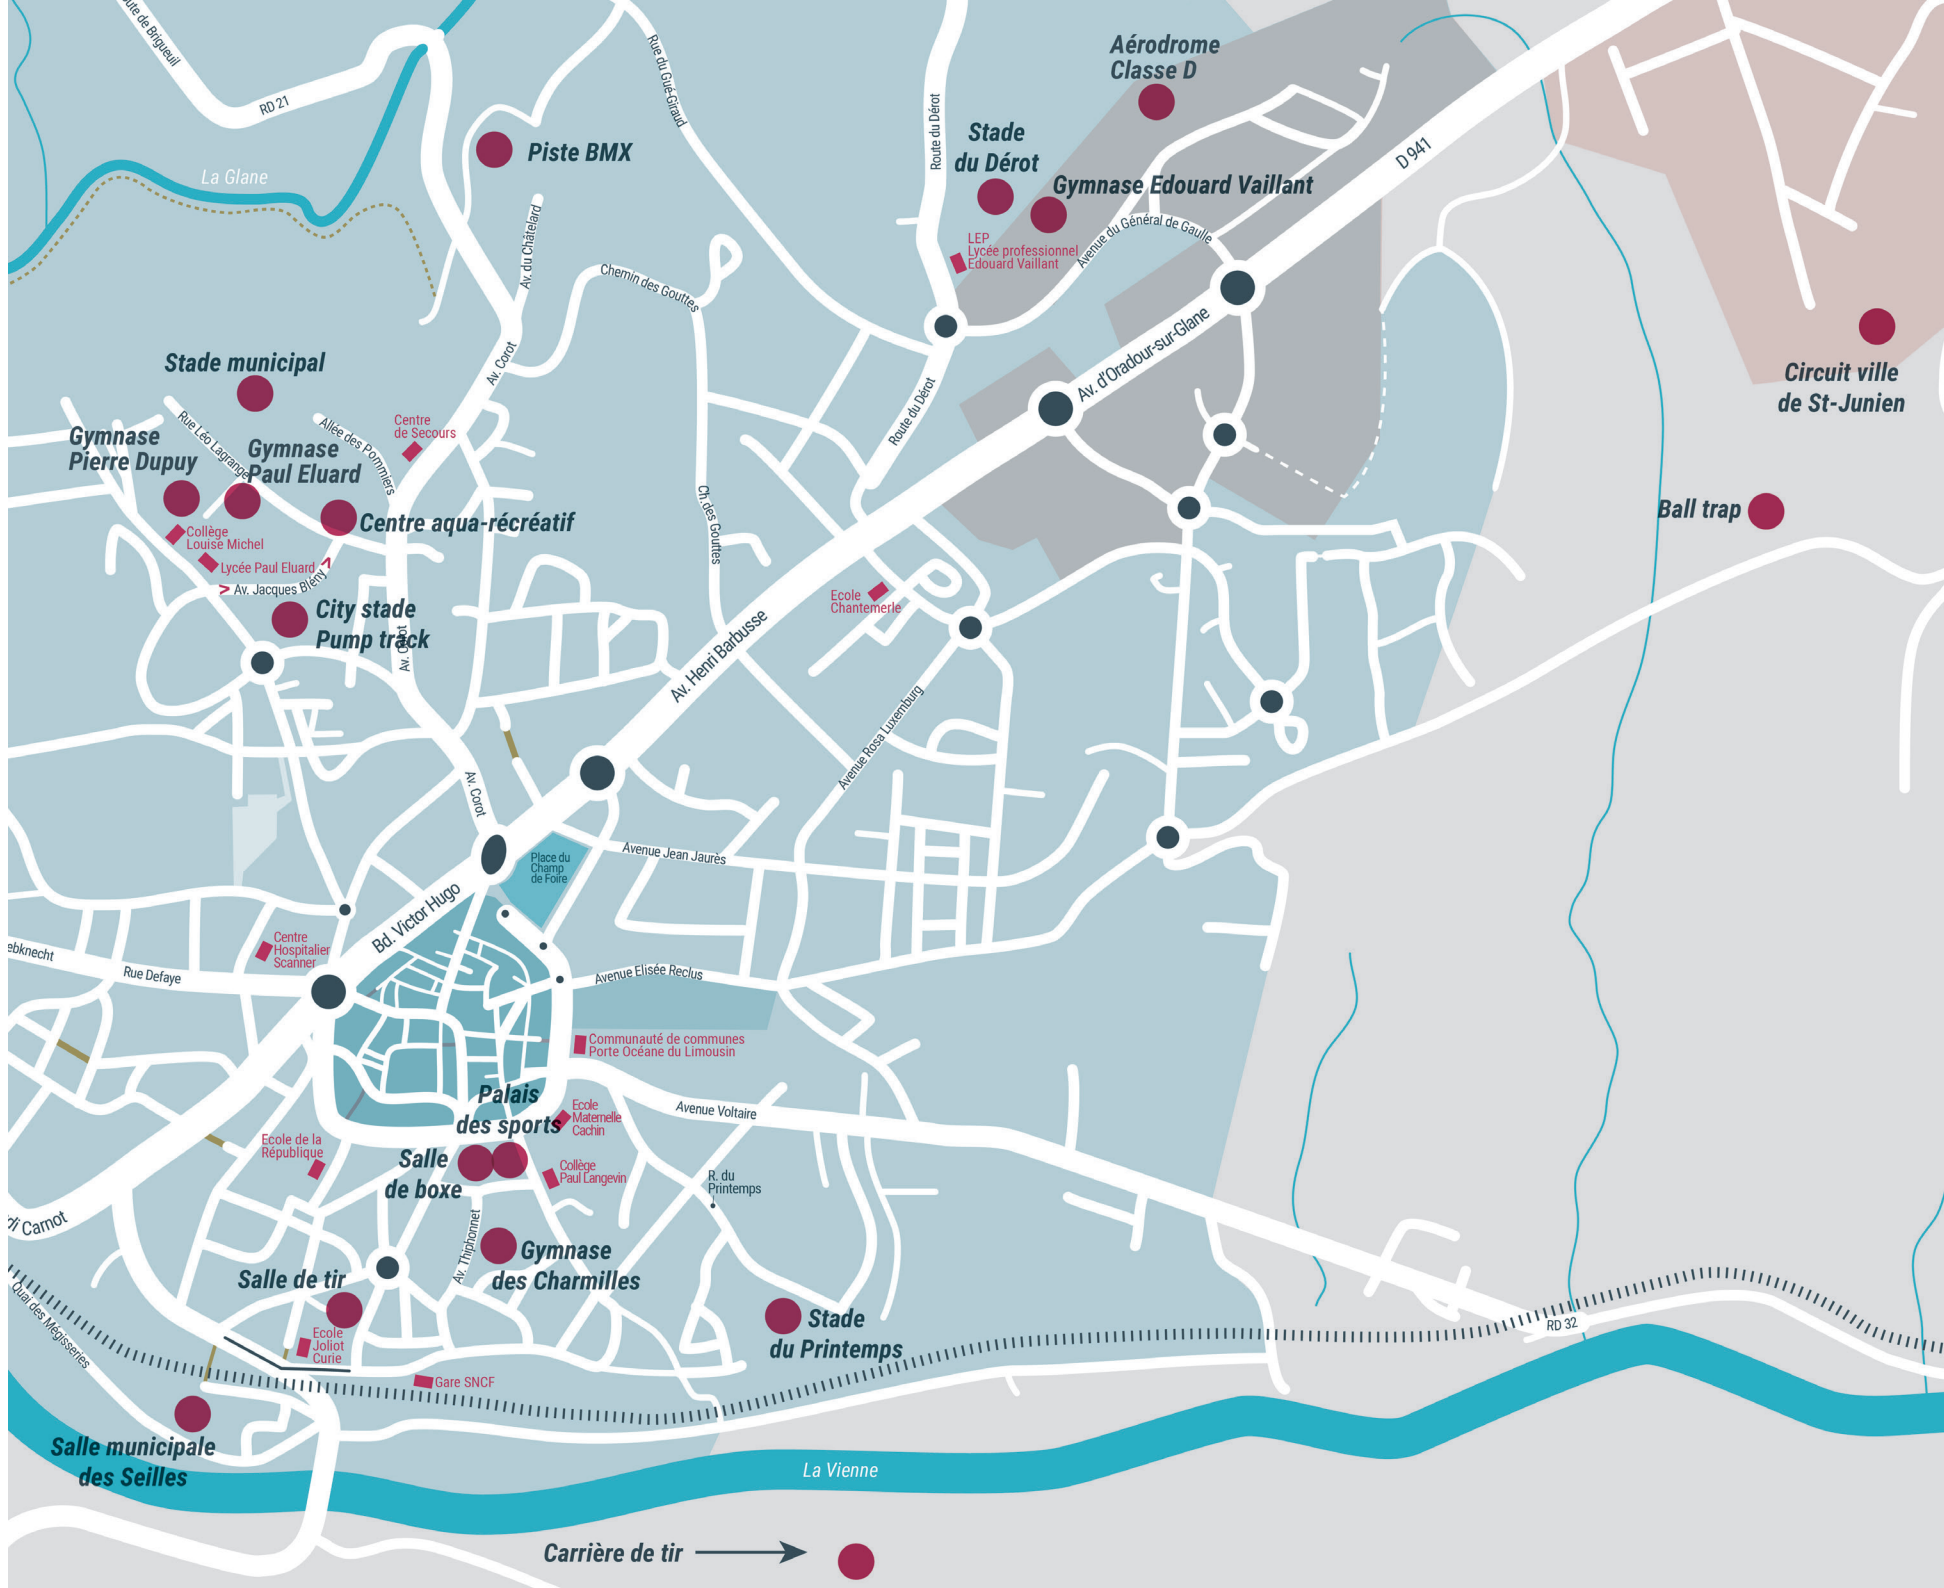 Route de Brigueuil
RD 21
La Glane
Piste BMX
Rue du Gué-Giraud
Av. du Châtelard
Chemin des Gouttes
Route du Dérot
Aérodrome
Classe D
Stade
du Dérot
Gymnase Edouard Vaillant
LEP
Lycée professionnel
Edouard Vaillant
Avenue du Général de Gaulle
D 941
Av. d'Oradour-sur-Glane
Circuit ville
de St-Junien
Ball trap
Stade municipal
Av. Corot
Route du Dérot
Rue Léo Lagrange
Allée des Pommiers
Centre
de Secours
Gymnase
Pierre Dupuy
Gymnase
Paul Eluard
Centre aqua-récréatif
Collège
Louise Michel
Lycée Paul Eluard
> Av. Jacques Blény >
City stade
Pump track
Av. Corot
Ch.des Gouttes
Ecole
Chantemerle
Av. Henri Barbusse
Avenue Rosa Luxemburg
Av. Corot
Place du
Champ
de Foire
Avenue Jean Jaurès
Bd. Victor Hugo
Centre
Hospitalier
Scanner
ebknecht
Rue Defaye
Avenue Elisée Reclus
Communauté de communes
Porte Océane du Limousin
Palais
des sports
Ecole
Maternelle
Cachin
Avenue Voltaire
Ecole de la
République
Salle
de boxe
Collège
Paul Langevin
R. du
Printemps
di Carnot
Av. Thiphonnet
Gymnase
des Charmilles
Salle de tir
Quai des Mégisseries
Ecole
Joliot
Curie
Stade
du Printemps
RD 32
Gare SNCF
Salle municipale
des Seilles
La Vienne
Carrière de tir